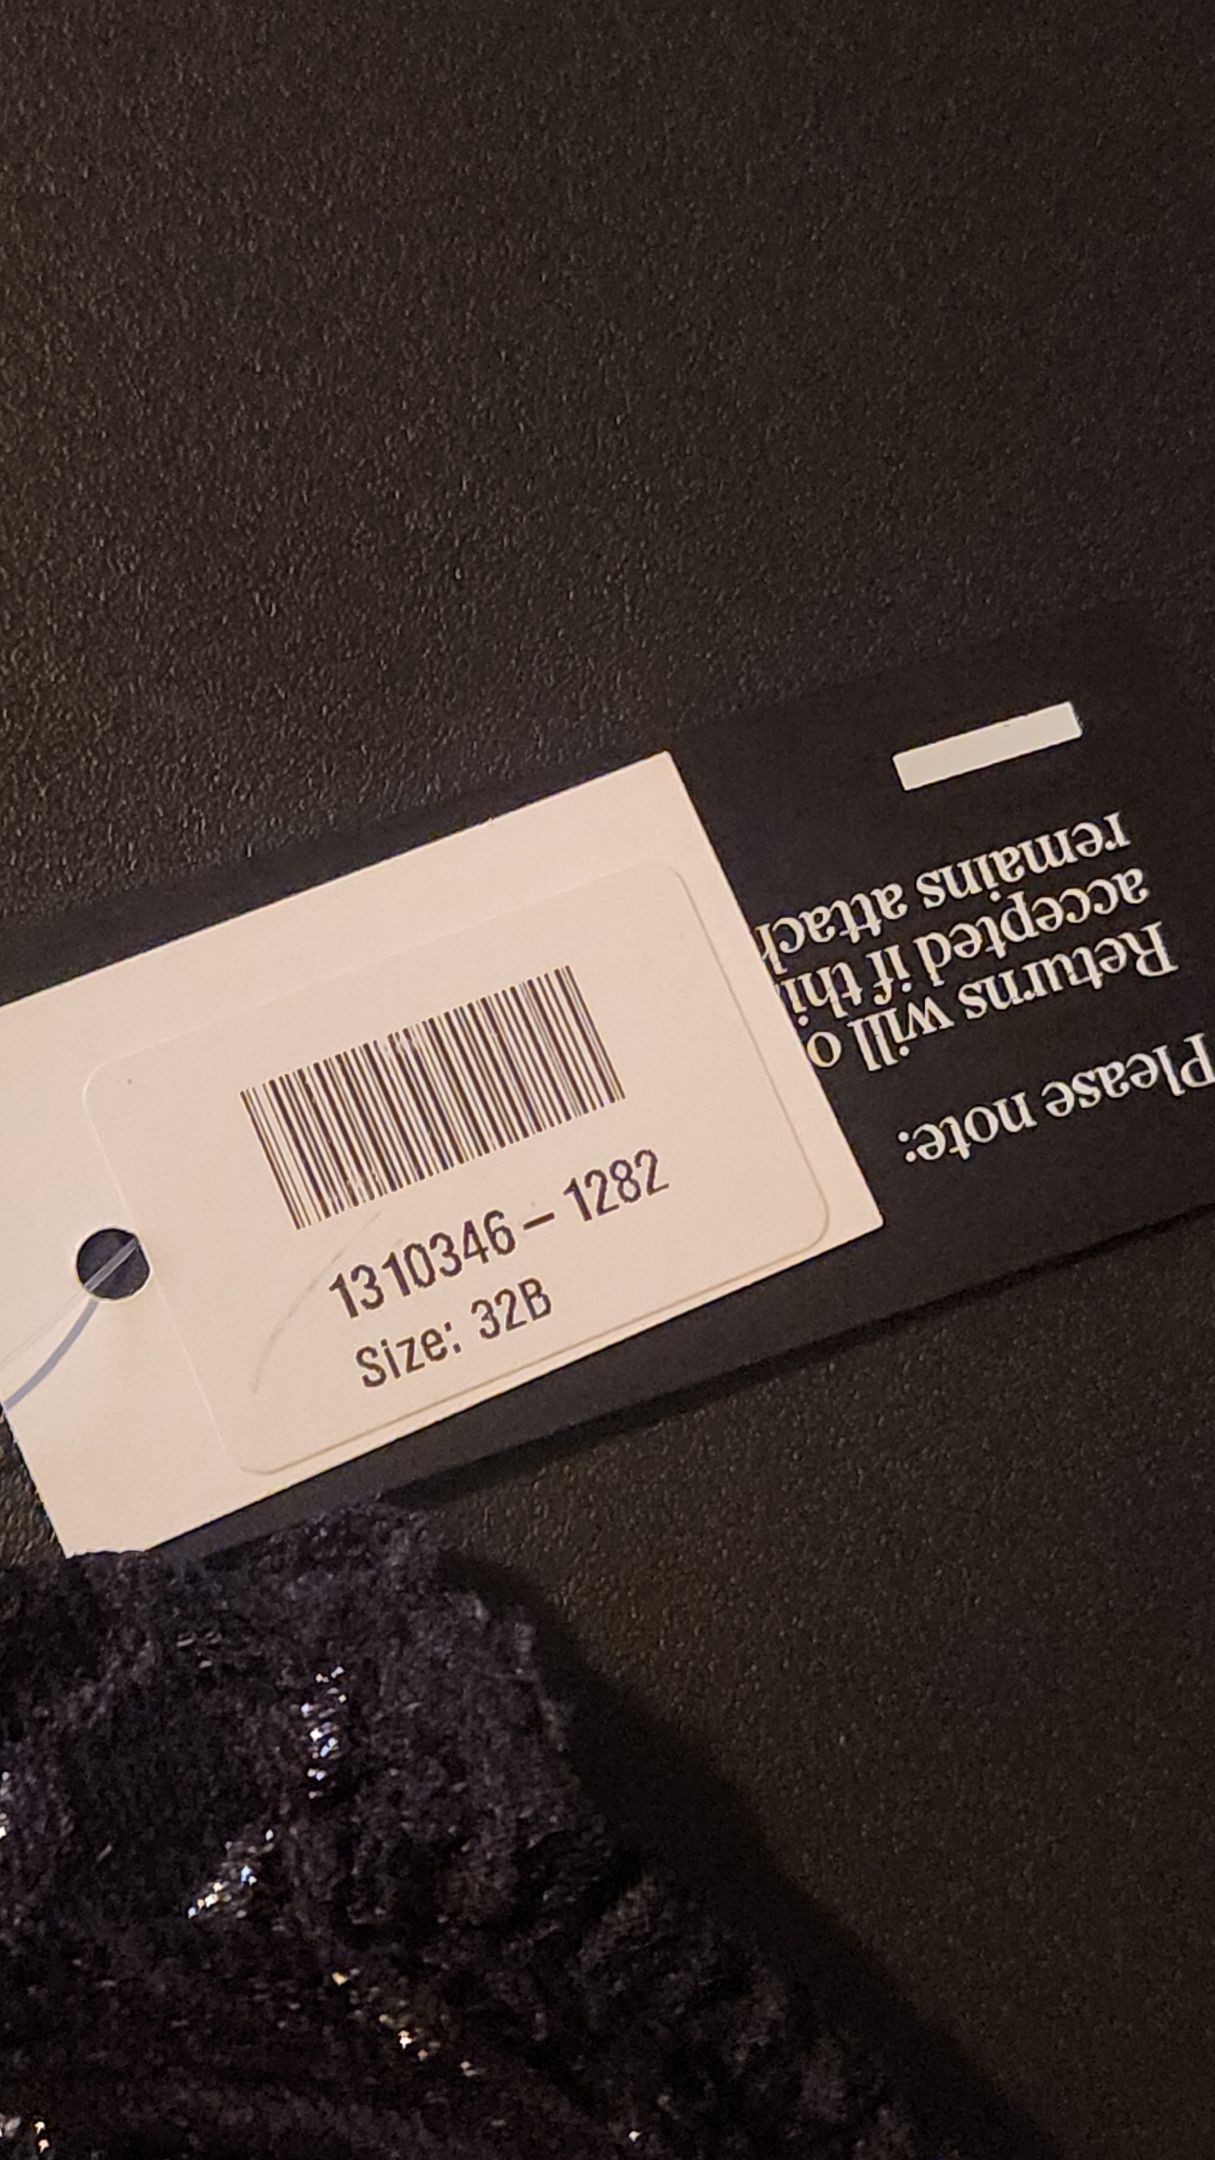 1310346-1282
Size: 32B
Please note:
Returns will
accepted if
remains